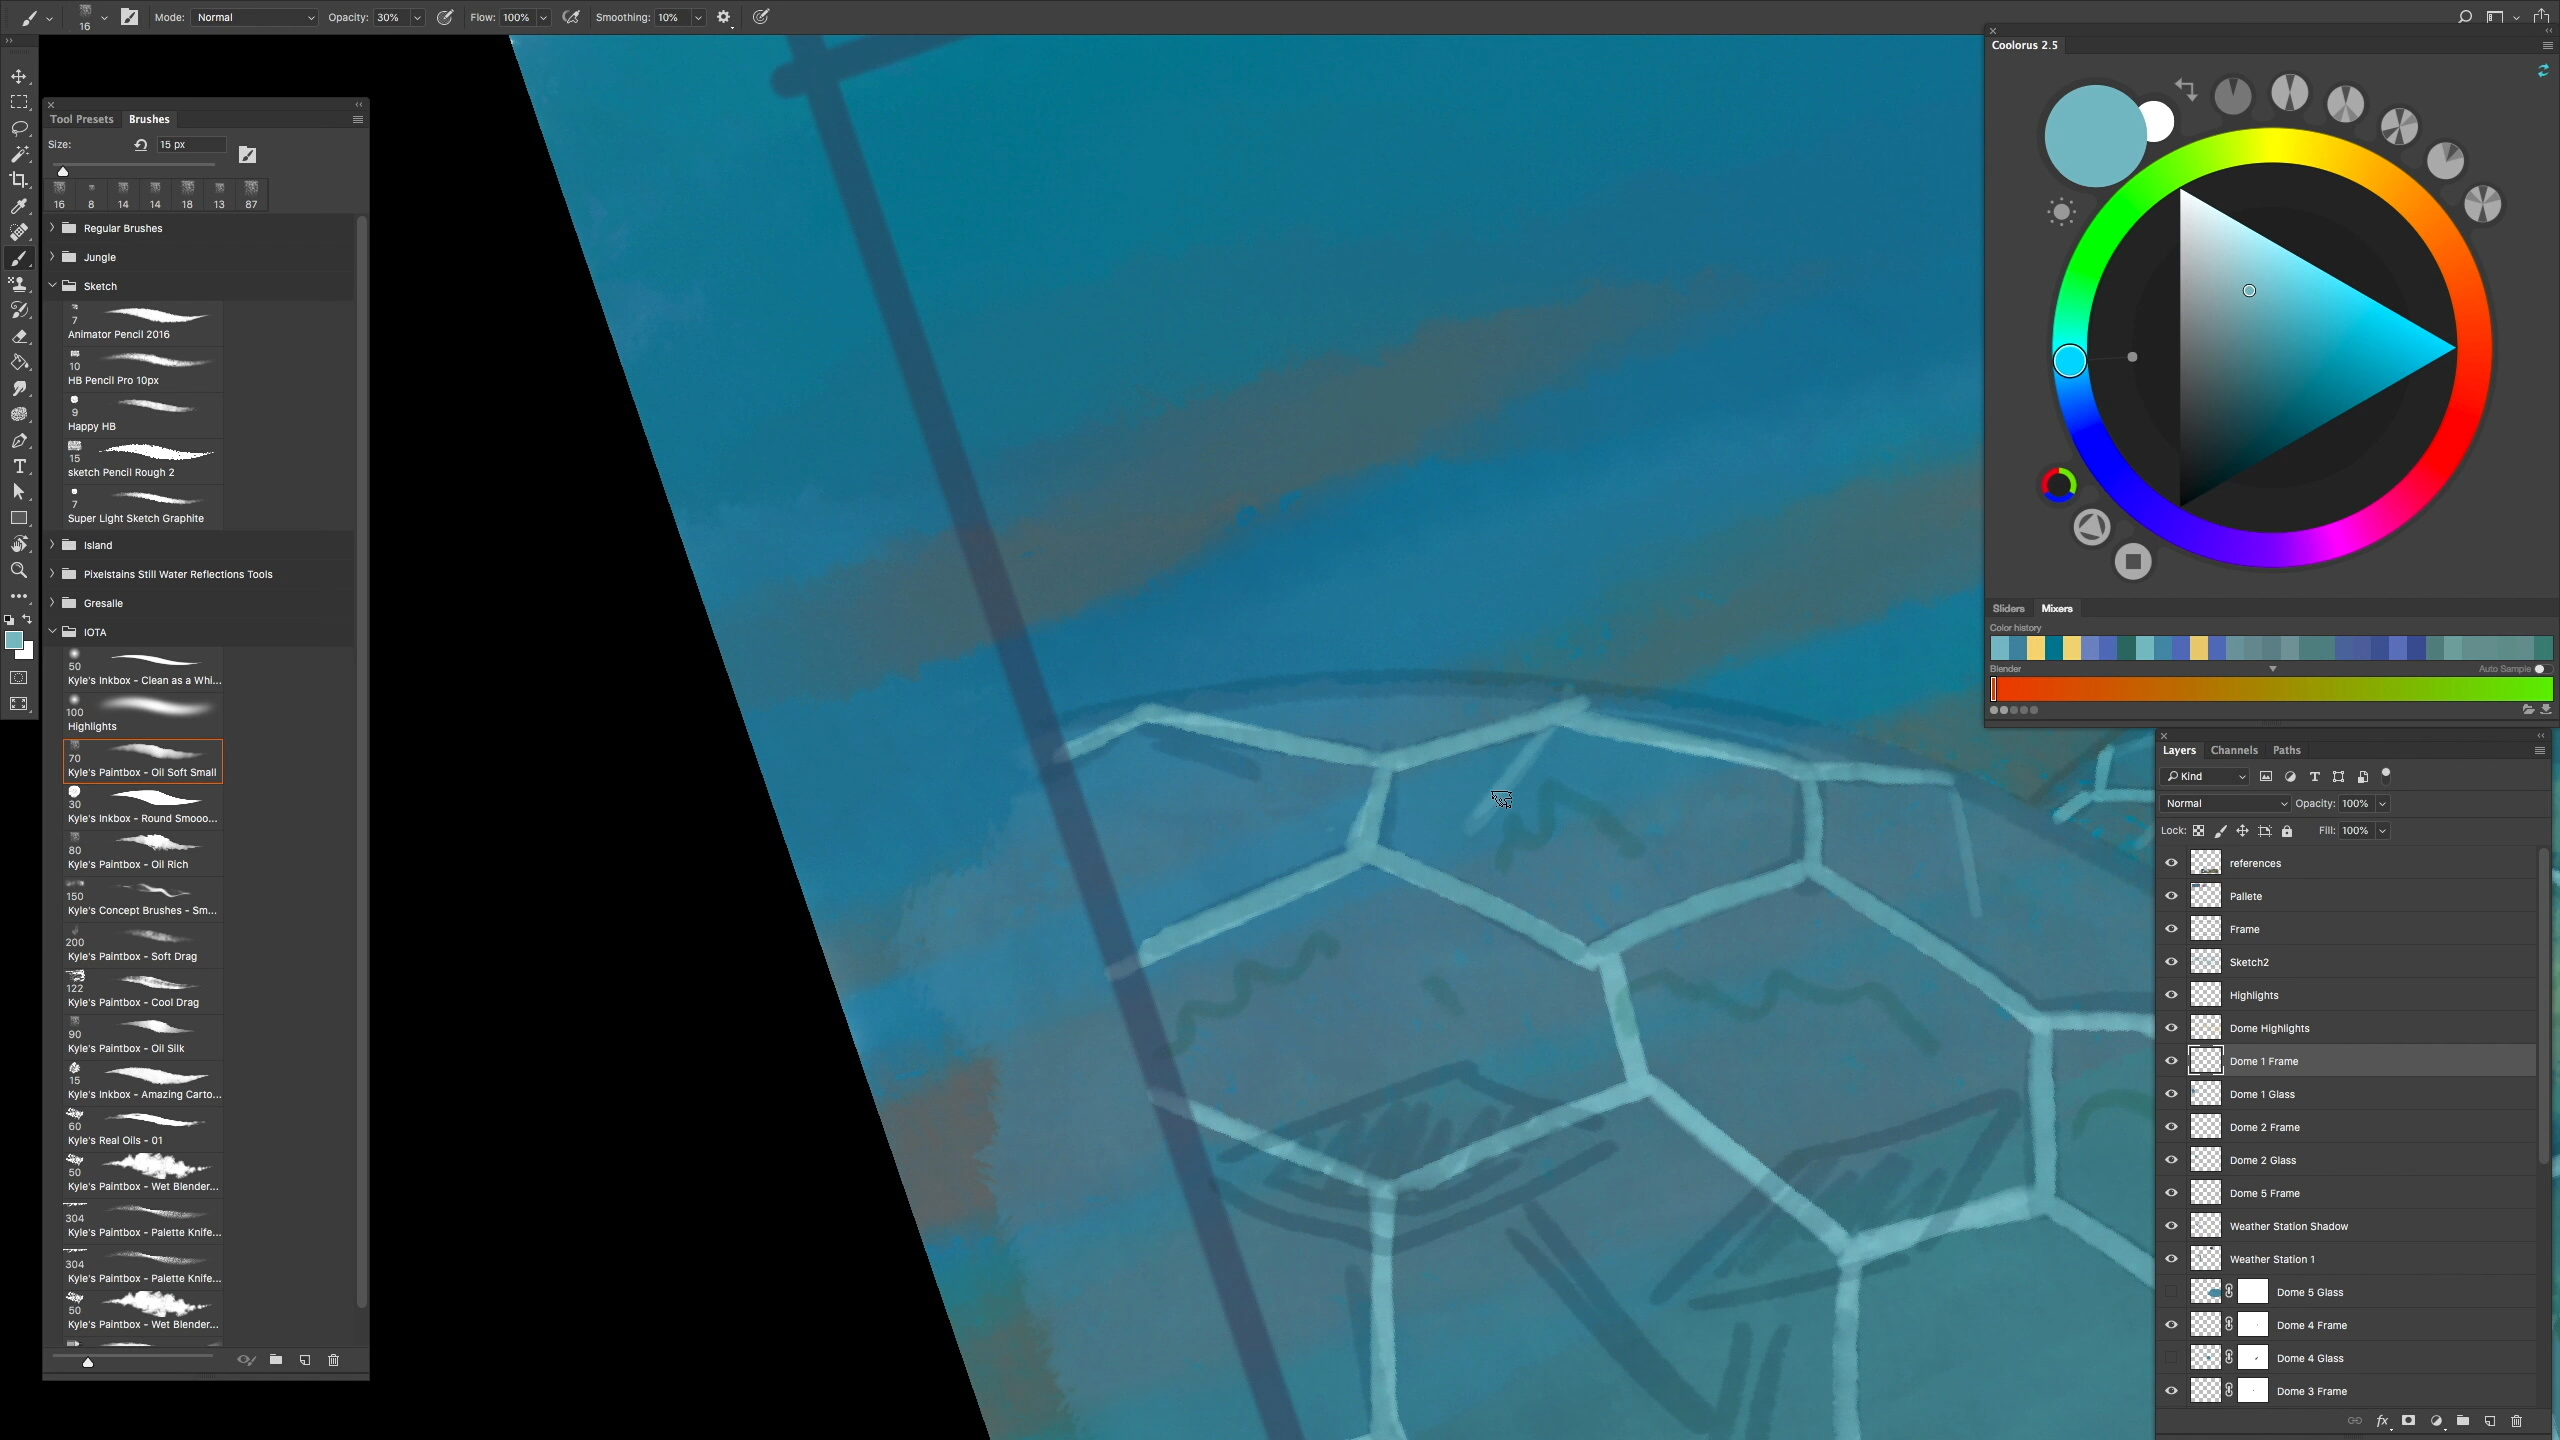 16
Mode: Normal Opacity: 30% Flow: 100% Smoothing: 10%
Tool Presets Brushes
Size: 15 px
16 8 14 14 18 13 87
Regular Brushes
Jungle
Sketch
7
Animator Pencil 2016
10
HB Pencil Pro 10px
9
Happy HB
15
sketch Pencil Rough 2
7
Super Light Sketch Graphite
Island
Pixelstains Still Water Reflections Tools
Gresalle
IOTA
50
Kyle's Inkbox - Clean as a Whi...
100
Highlights
70
Kyle's Paintbox - Oil Soft Small
30
Kyle's Inkbox - Round Smooo...
80
Kyle's Paintbox - Oil Rich
150
Kyle's Concept Brushes - Sm...
200
Kyle's Paintbox - Soft Drag
122
Kyle's Paintbox - Cool Drag
90
Kyle's Paintbox - Oil Silk
15
Kyle's Inkbox - Amazing Carto...
60
Kyle's Real Oils - 01
50
Kyle's Paintbox - Wet Blender...
304
Kyle's Paintbox - Palette Knife...
304
Kyle's Paintbox - Palette Knife...
50
Kyle's Paintbox - Wet Blender...
Coolorus 2.5
Sliders Mixers
Color history
Blender Auto Sample
Layers Channels Paths
Kind
Normal Opacity: 100%
Lock: Fill: 100%
references
Pallete
Frame
Sketch2
Highlights
Dome Highlights
Dome 1 Frame
Dome 1 Glass
Dome 2 Frame
Dome 2 Glass
Dome 5 Frame
Weather Station Shadow
Weather Station 1
Dome 5 Glass
Dome 4 Frame
Dome 4 Glass
Dome 3 Frame
fx